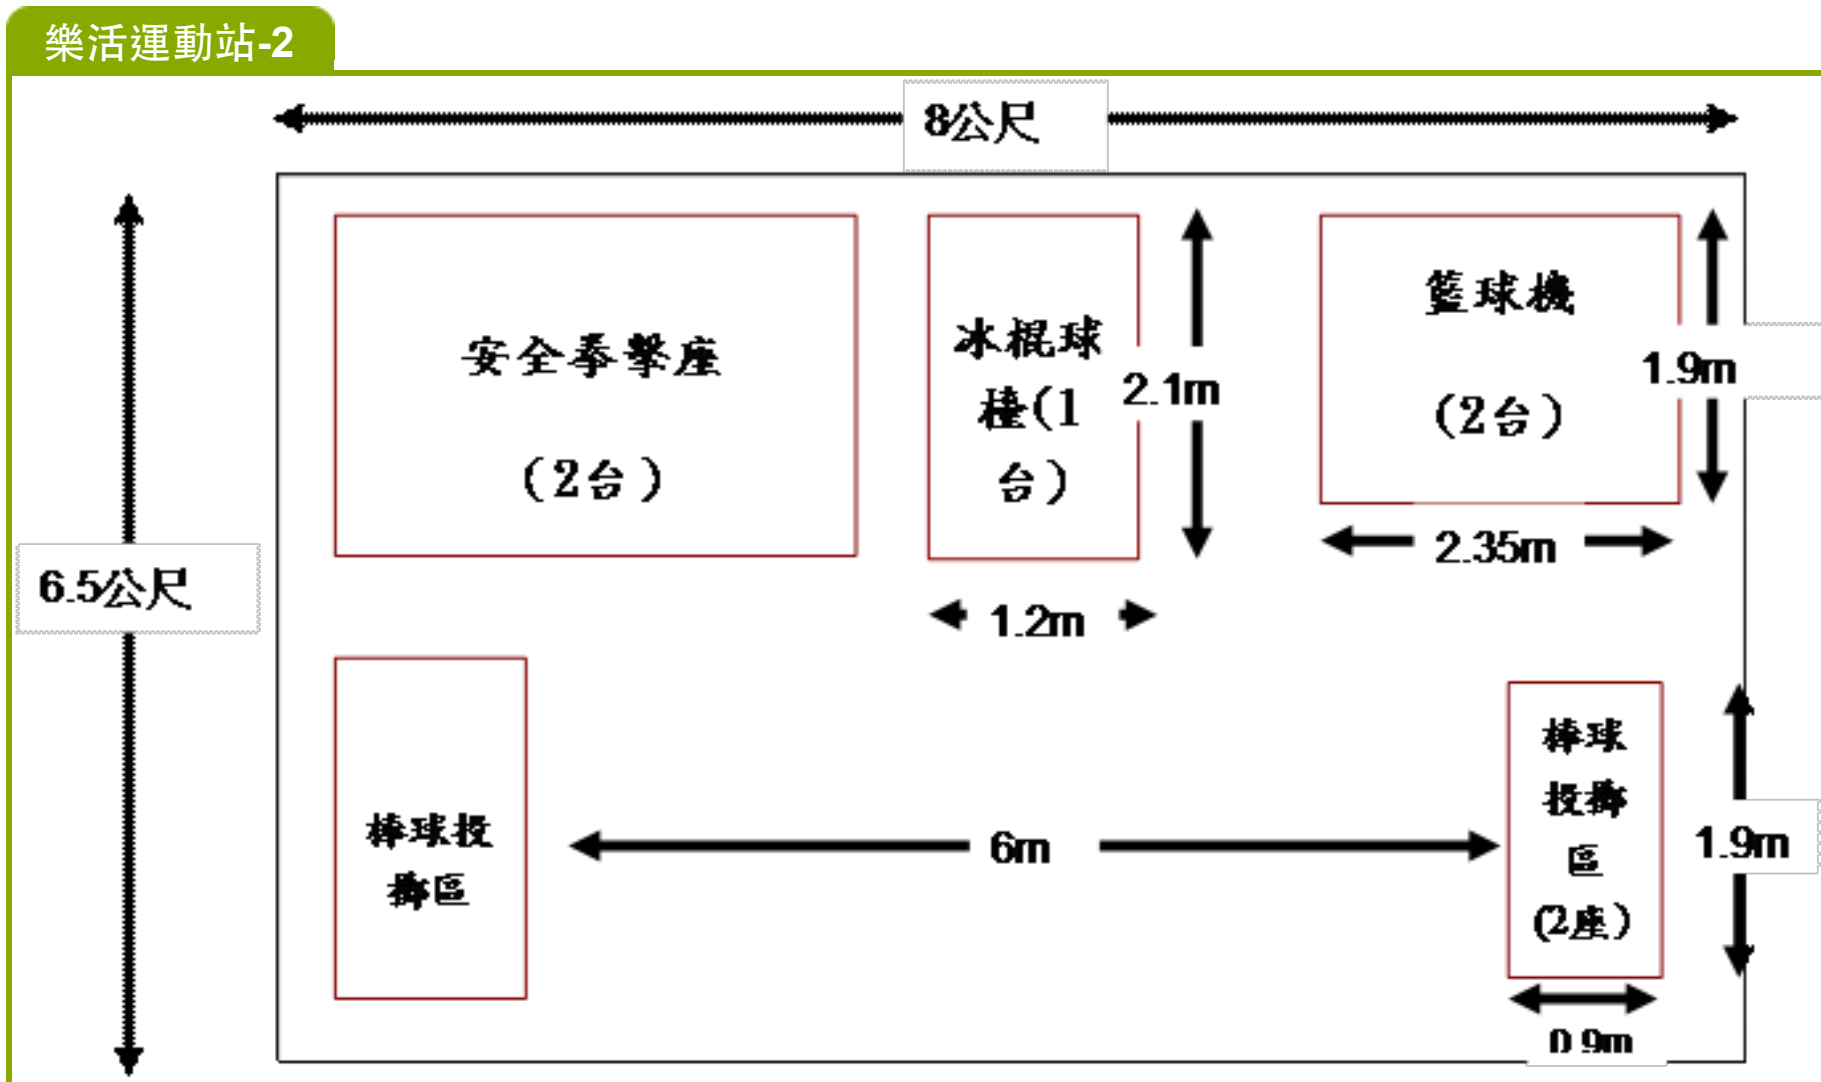 樂活運動站-2
8公尺
6.5公尺
安全拳擊座
（2台）
冰棍球
檯(1
台）
2.1m
1.2m
籃球機
（2台）
1.9m
2.35m
棒球投
擲區
6m
棒球
投擲
區
(2座）
1.9m
0.9m